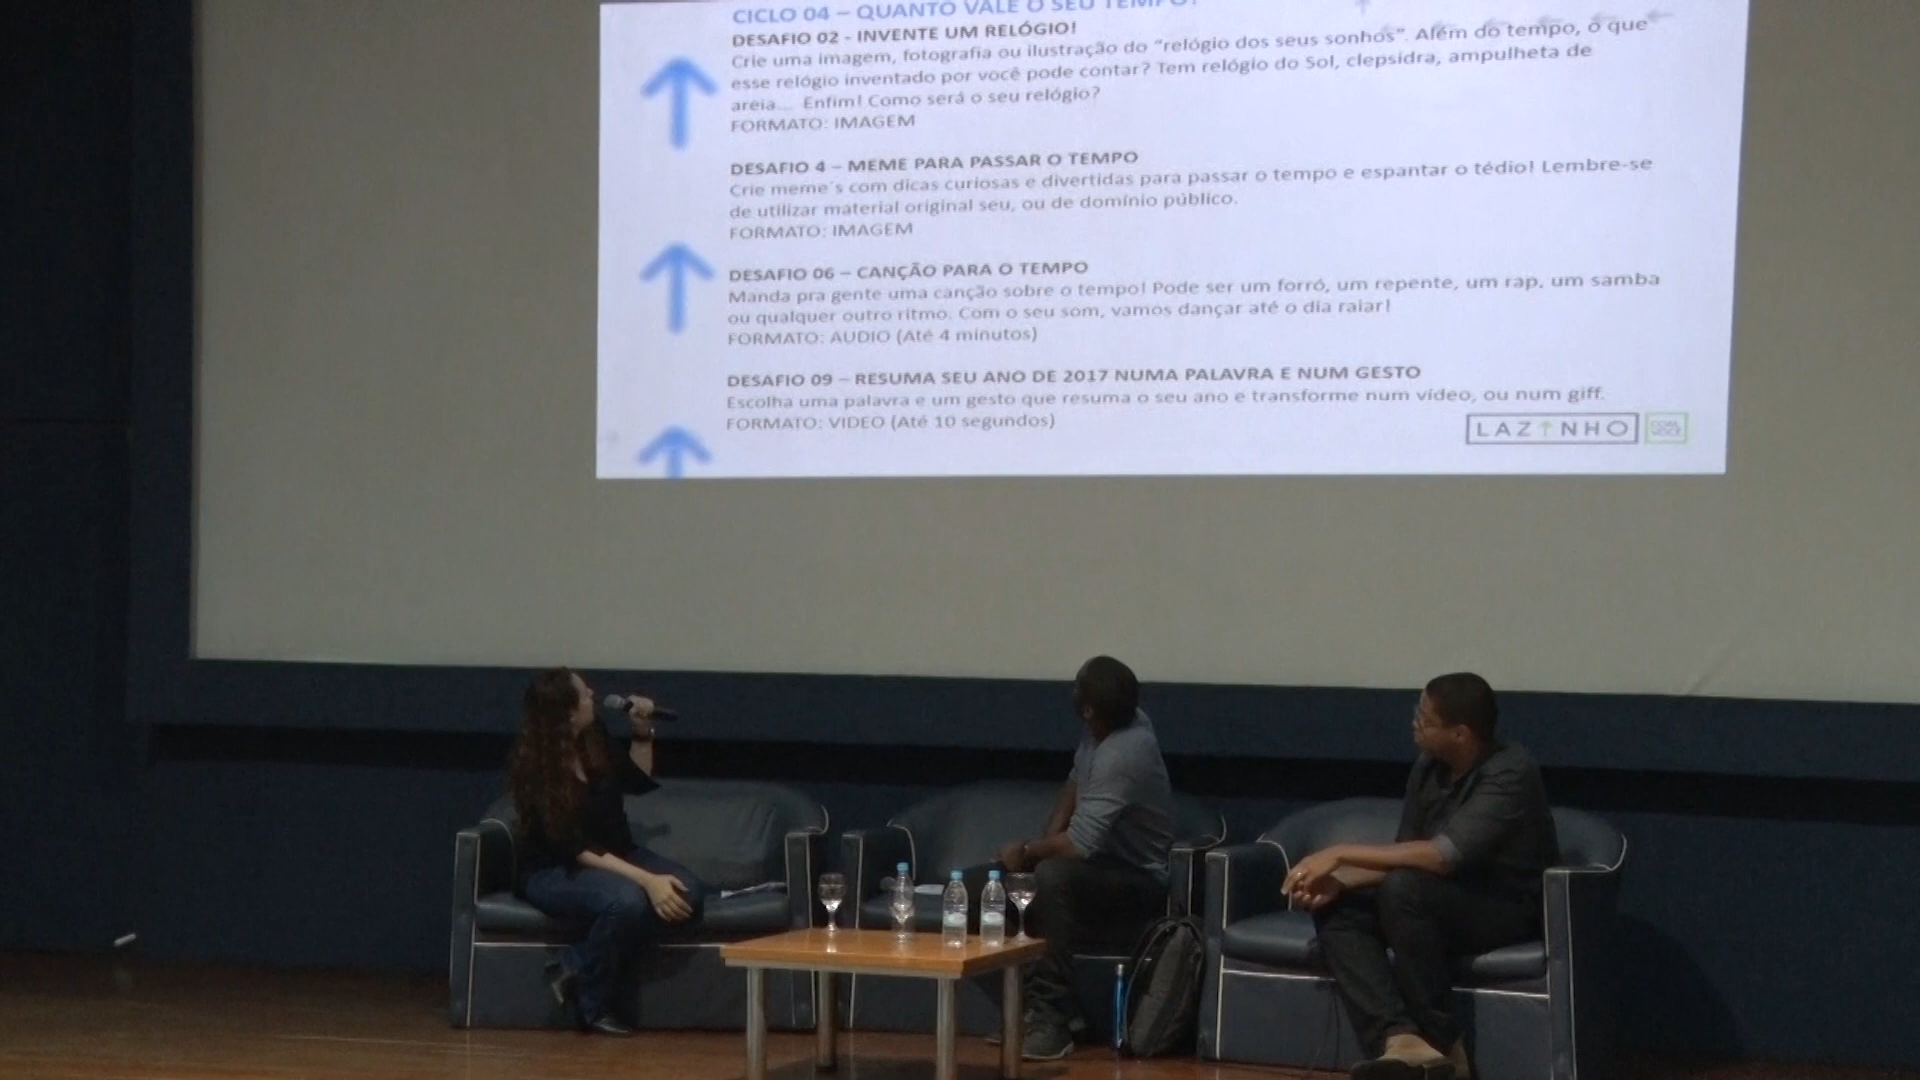 CICLO 04 – QUANTO VALE O SEU TEMPO?
DESAFIO 02 - INVENTE UM RELÓGIO!
Crie uma imagem, fotografia ou ilustração do “relógio dos seus sonhos”. Além do tempo, o que
esse relógio inventado por você pode contar? Tem relógio do Sol, clepsidra, ampulheta de
areia... Enfim! Como será o seu relógio?
FORMATO: IMAGEM
DESAFIO 4 – MEME PARA PASSAR O TEMPO
Crie meme´s com dicas curiosas e divertidas para passar o tempo e espantar o tédio! Lembre-se
de utilizar material original seu, ou de domínio público.
FORMATO: IMAGEM
DESAFIO 06 – CANÇÃO PARA O TEMPO
Manda pra gente uma canção sobre o tempo! Pode ser um forró, um repente, um rap, um samba
ou qualquer outro ritmo. Com o seu som, vamos dançar até o dia raiar!
FORMATO: AUDIO (Até 4 minutos)
DESAFIO 09 – RESUMA SEU ANO DE 2017 NUMA PALAVRA E NUM GESTO
Escolha uma palavra e um gesto que resuma o seu ano e transforme num vídeo, ou num giff.
FORMATO: VIDEO (Até 10 segundos)
LAZ↑NHO COM VOCÊ